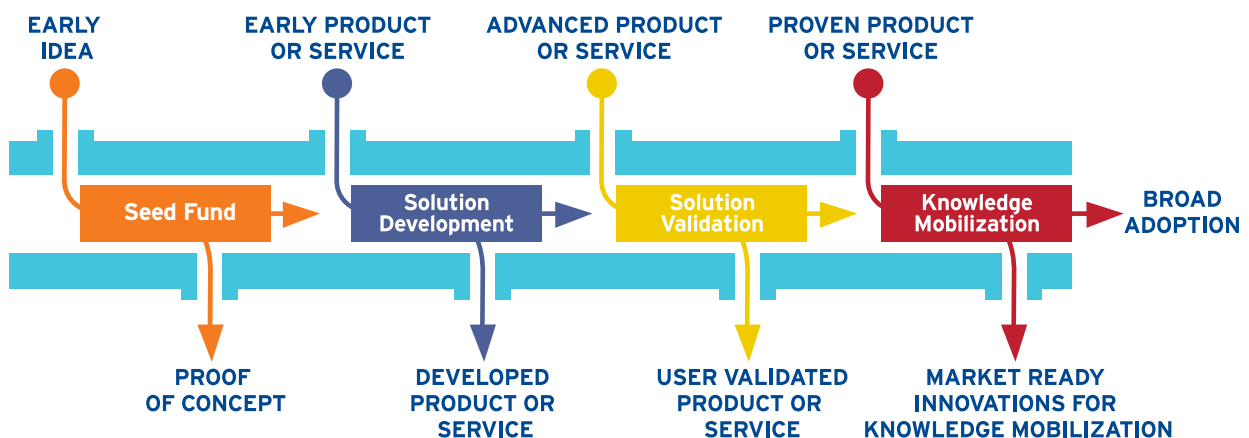 EARLY
IDEA
EARLY PRODUCT
OR SERVICE
ADVANCED PRODUCT
OR SERVICE
PROVEN PRODUCT
OR SERVICE
Seed Fund
Solution
Development
Solution
Validation
Knowledge
Mobilization
BROAD
ADOPTION
PROOF
OF CONCEPT
DEVELOPED
PRODUCT OR
SERVICE
USER VALIDATED
PRODUCT OR
SERVICE
MARKET READY
INNOVATIONS FOR
KNOWLEDGE MOBILIZATION